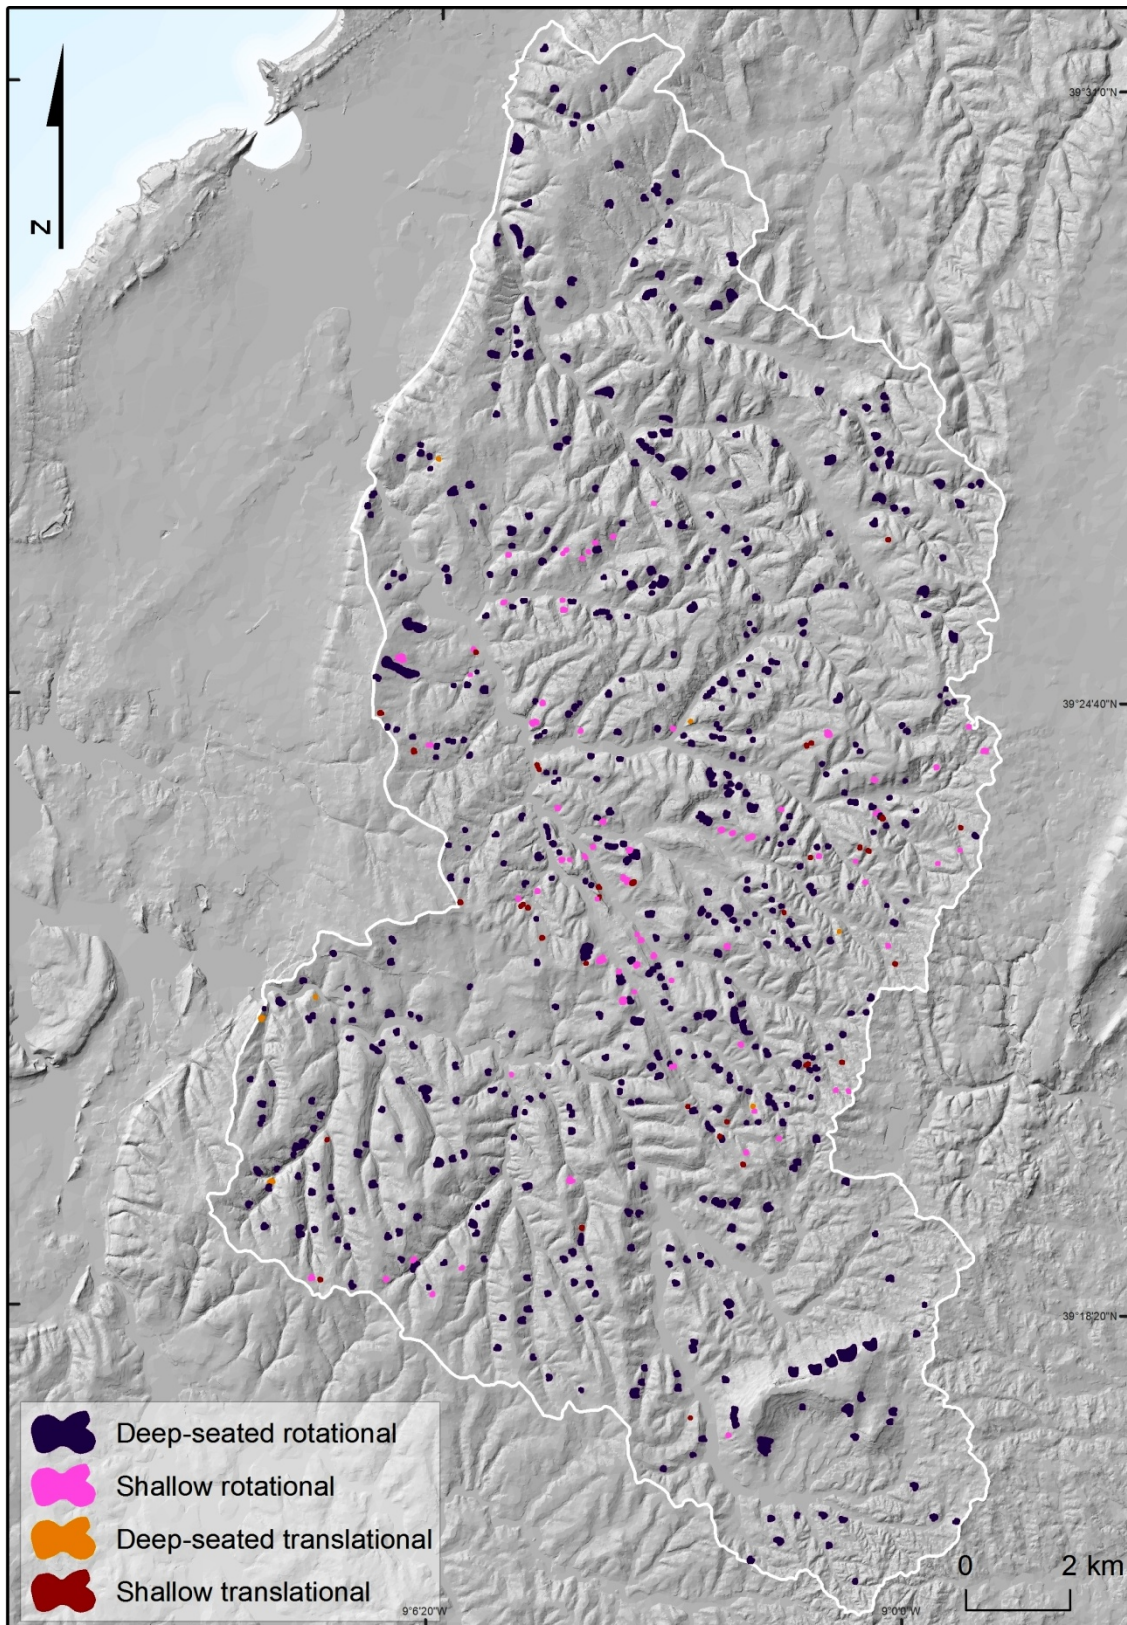 39°31'0"N
Z
39°24'40"N
39°18'20"N
Deep-seated rotational
Shallow rotational
Deep-seated translational
Shallow translational
0 2 km
9°6'20"W
9°0'0"W